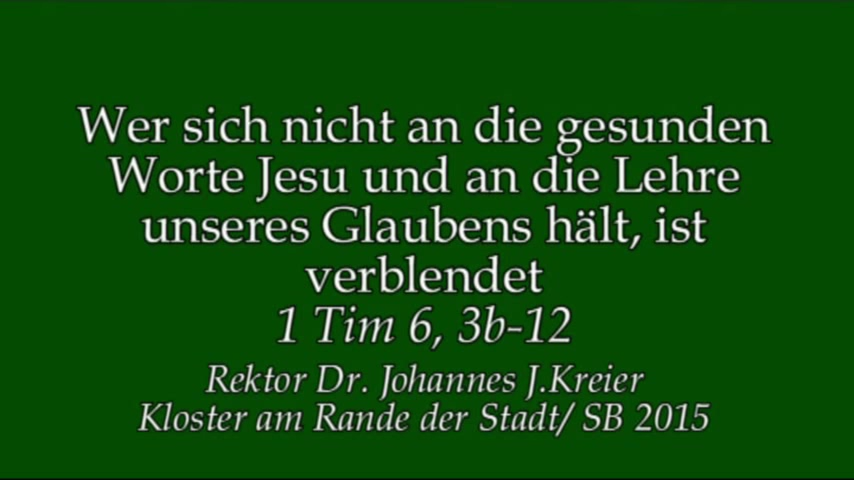 Wer sich nicht an die gesunden
Worte Jesu und an die Lehre
unseres Glaubens hält, ist
verblendet
1 Tim 6, 3b-12
Rektor Dr. Johannes J.Kreier
Kloster am Rande der Stadt/ SB 2015